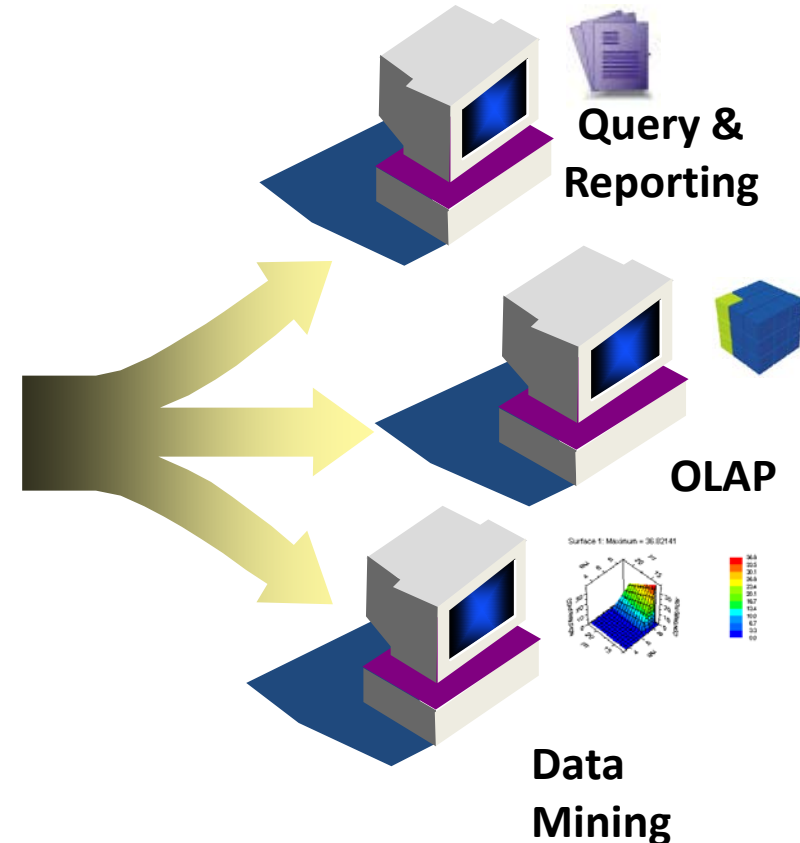 Query &
Reporting
OLAP
Surface 1: Maximum = 36.82141
Data
Mining